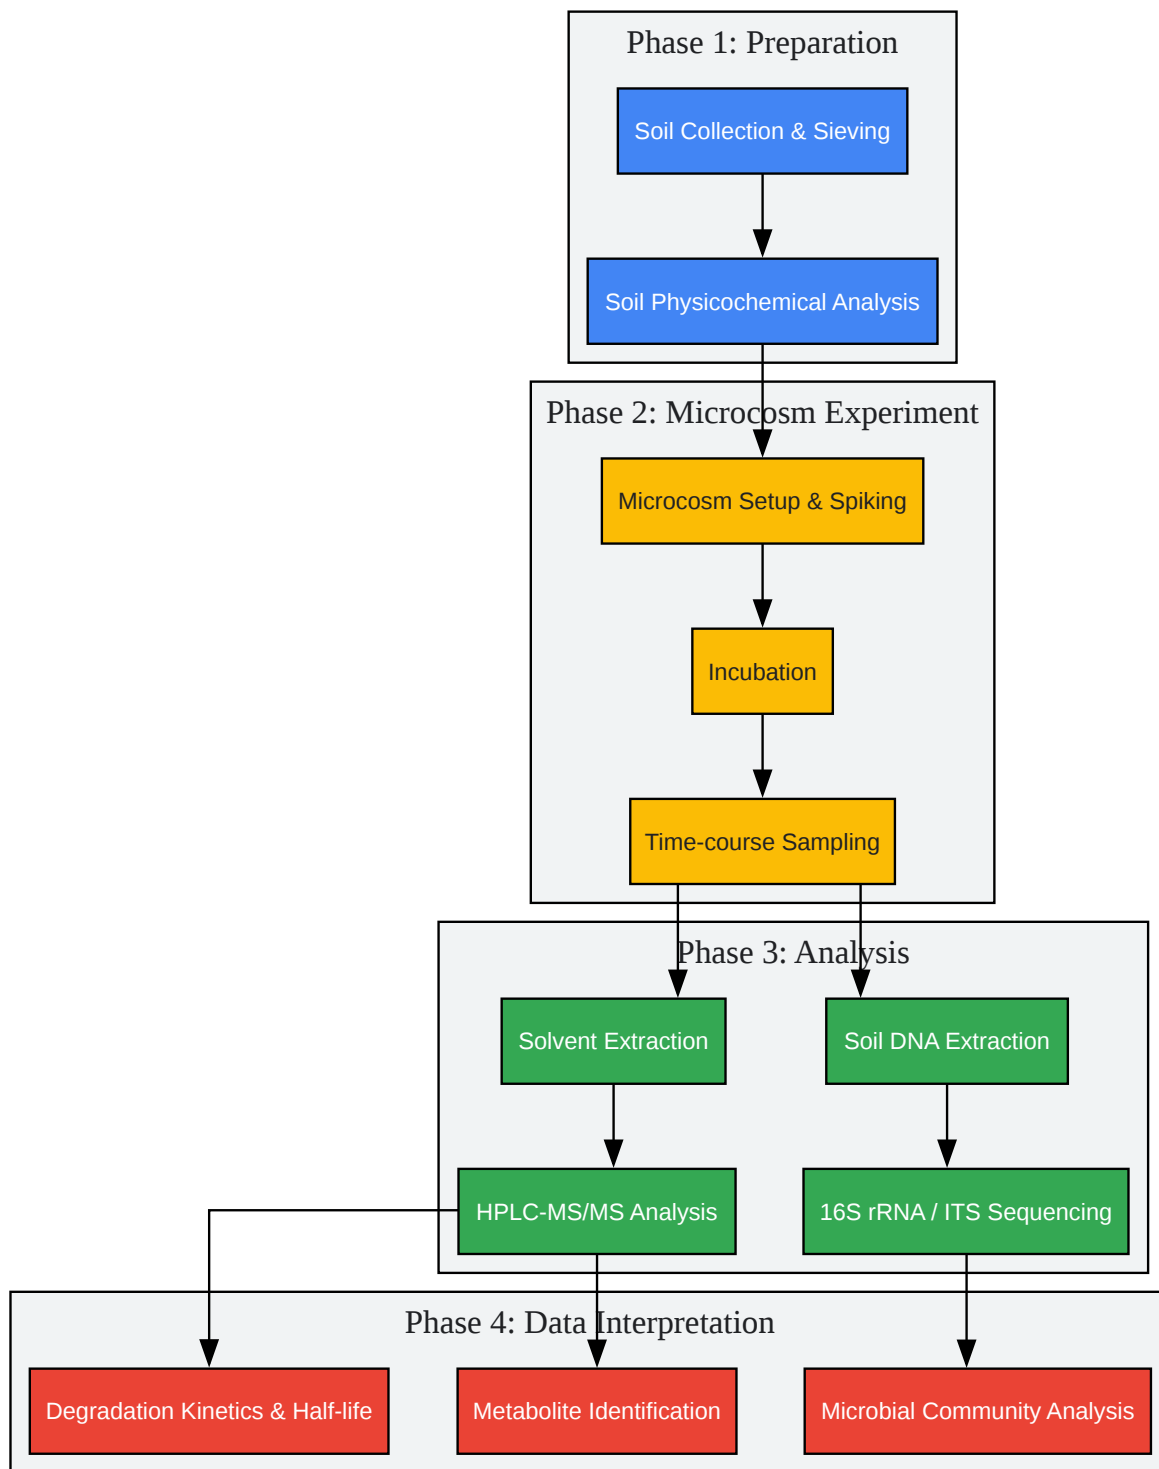 Phase 1: Preparation
Soil Collection & Sieving
Soil Physicochemical Analysis
Phase 2: Microcosm Experiment
Microcosm Setup & Spiking
Incubation
Time-course Sampling
Phase 3: Analysis
Solvent Extraction
Soil DNA Extraction
HPLC-MS/MS Analysis
16S rRNA / ITS Sequencing
Phase 4: Data Interpretation
Degradation Kinetics & Half-life
Metabolite Identification
Microbial Community Analysis